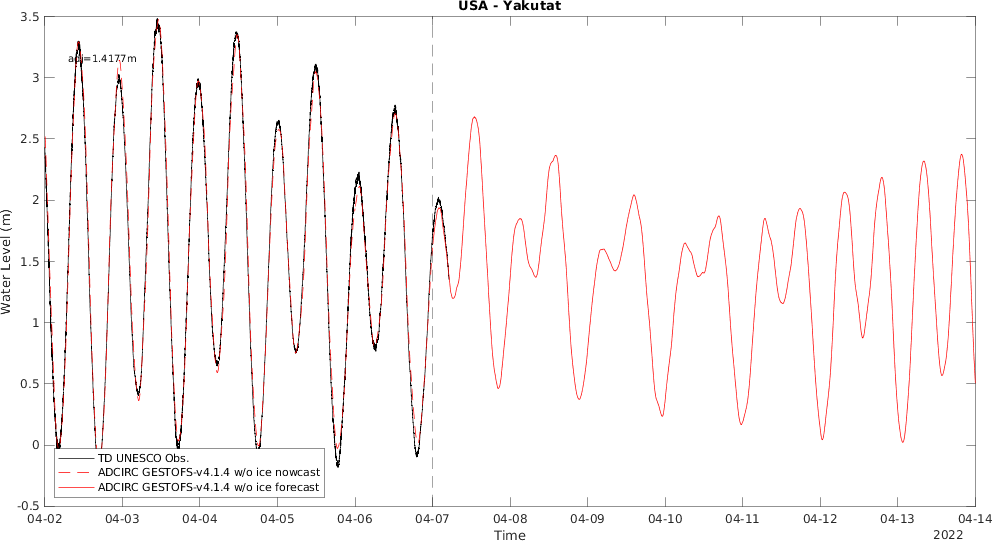 USA - Yakutat
3.5
3
2.5
2
1.5
1
0.5
0
-0.5
Water Level (m)
adj=1.4177m
TD UNESCO Obs.
ADCIRC GESTOFS-v4.1.4 w/o ice nowcast
ADCIRC GESTOFS-v4.1.4 w/o ice forecast
04-02 04-03 04-04 04-05 04-06 04-07 04-08 04-09 04-10 04-11 04-12 04-13 04-14
Time
2022